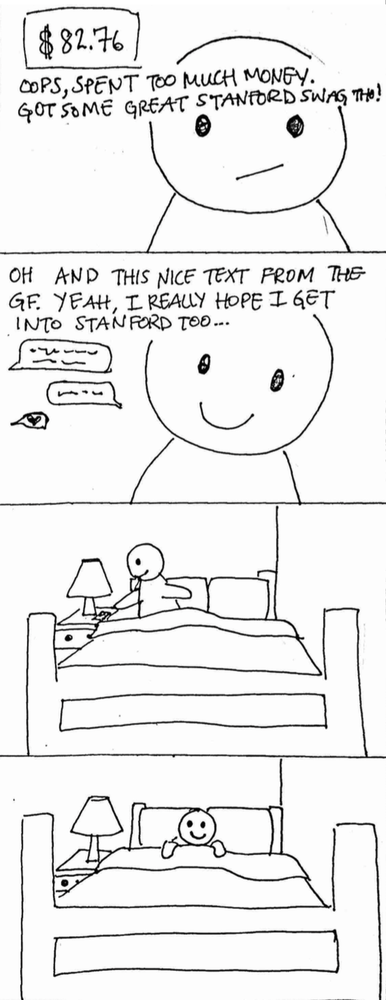 $82.76
OOPS, SPENT TOO MUCH MONEY.
GOT SOME GREAT STANFORD SWAG THO!
OH AND THIS NICE TEXT FROM THE
GF. YEAH, I REALLY HOPE I GET
INTO STANFORD TOO...